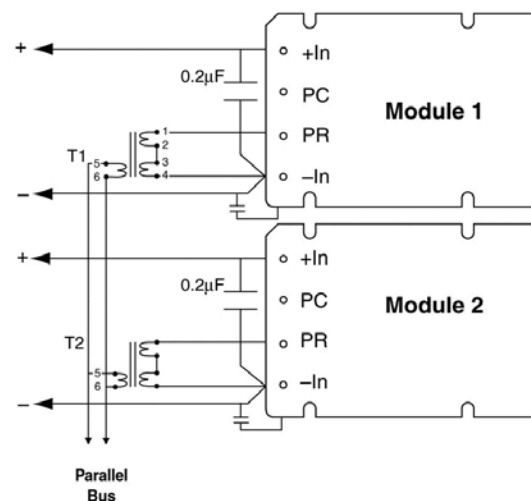 +
+In
0.2µF
PC
Module 1
1
PR
2
T1
5
3
6
4
–In
–
+
+In
0.2µF
PC
Module 2
PR
T2
5
6
–In
–
Parallel
Bus